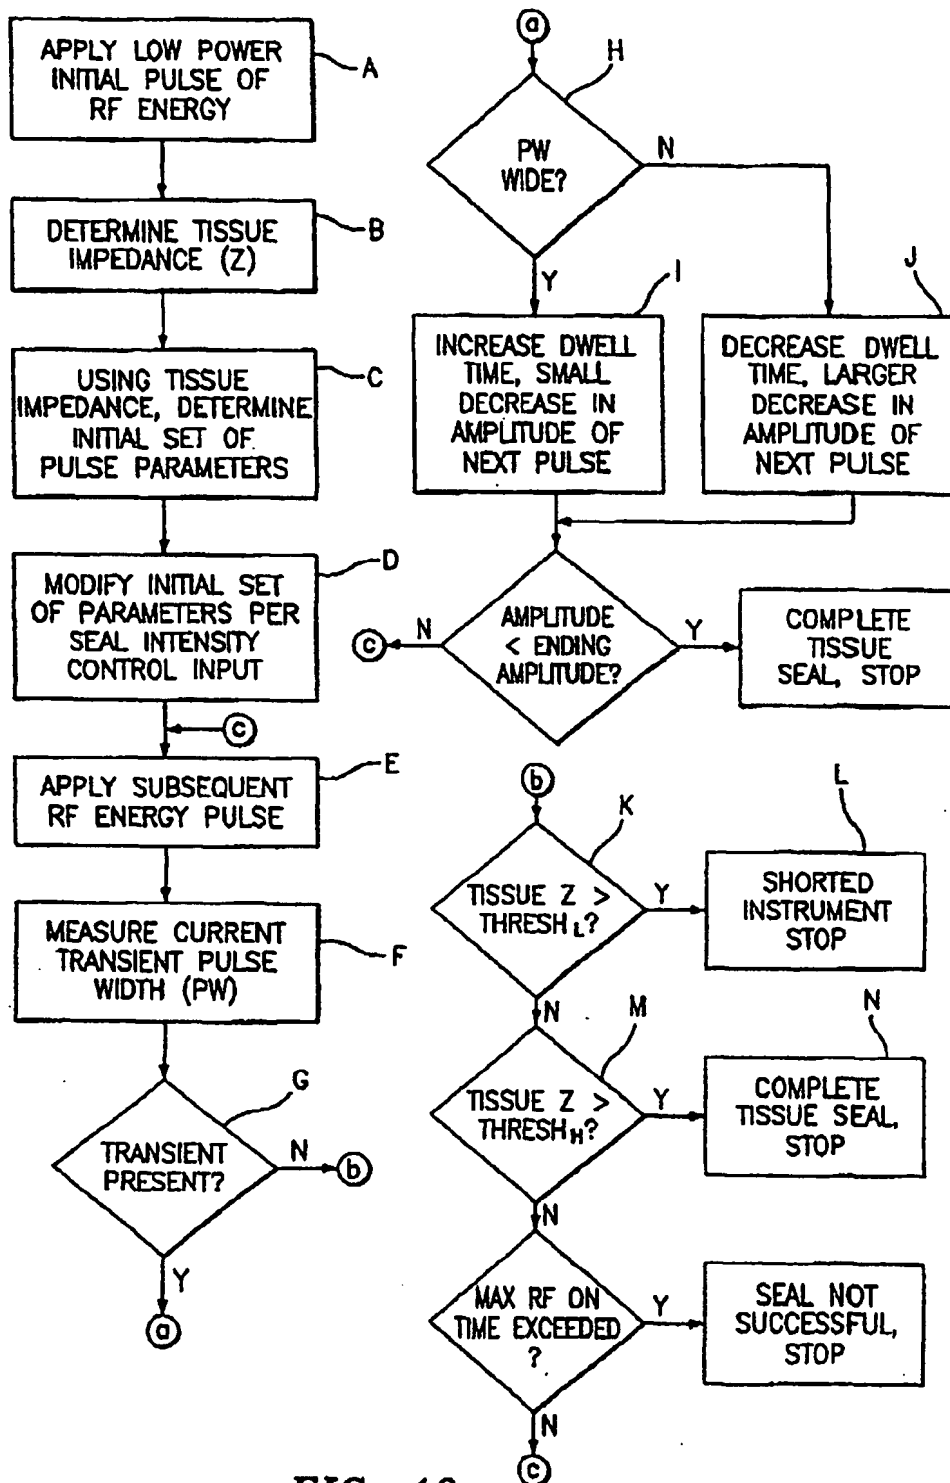 APPLY LOW POWER
INITIAL PULSE OF
RF ENERGY
A
DETERMINE TISSUE
IMPEDANCE (Z)
B
USING TISSUE
IMPEDANCE, DETERMINE
INITIAL SET OF
PULSE PARAMETERS
C
MODIFY INITIAL SET
OF PARAMETERS PER
SEAL INTENSITY
CONTROL INPUT
D
c
APPLY SUBSEQUENT
RF ENERGY PULSE
E
MEASURE CURRENT
TRANSIENT PULSE
WIDTH (PW)
F
TRANSIENT
PRESENT?
G
N
b
Y
a
a
PW
WIDE?
H
N
Y
INCREASE DWELL
TIME, SMALL
DECREASE IN
AMPLITUDE OF
NEXT PULSE
I
DECREASE DWELL
TIME, LARGER
DECREASE IN
AMPLITUDE OF
NEXT PULSE
J
AMPLITUDE
< ENDING
AMPLITUDE?
N
c
Y
COMPLETE
TISSUE
SEAL, STOP
b
TISSUE Z >
THRESH L?
K
Y
SHORTED
INSTRUMENT
STOP
L
N
TISSUE Z >
THRESH H?
M
Y
COMPLETE
TISSUE SEAL,
STOP
N
N
MAX RF ON
TIME EXCEEDED
?
Y
SEAL NOT
SUCCESSFUL,
STOP
N
c